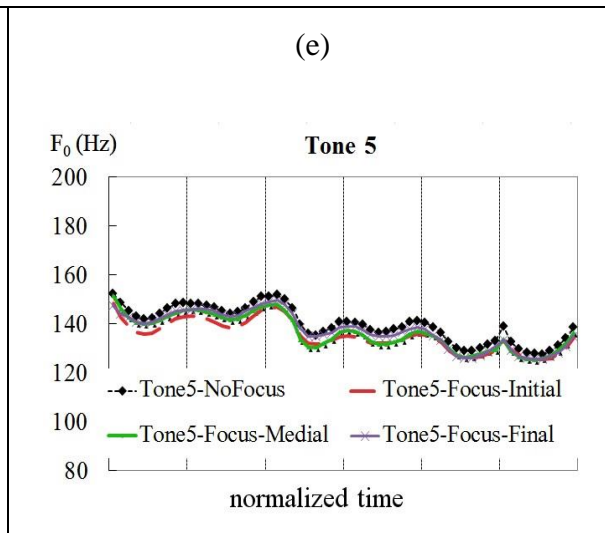 (e)
F₀ (Hz)
Tone 5
200
180
160
140
120
100
80
Tone5-NoFocus
Tone5-Focus-Initial
Tone5-Focus-Medial
Tone5-Focus-Final
normalized time